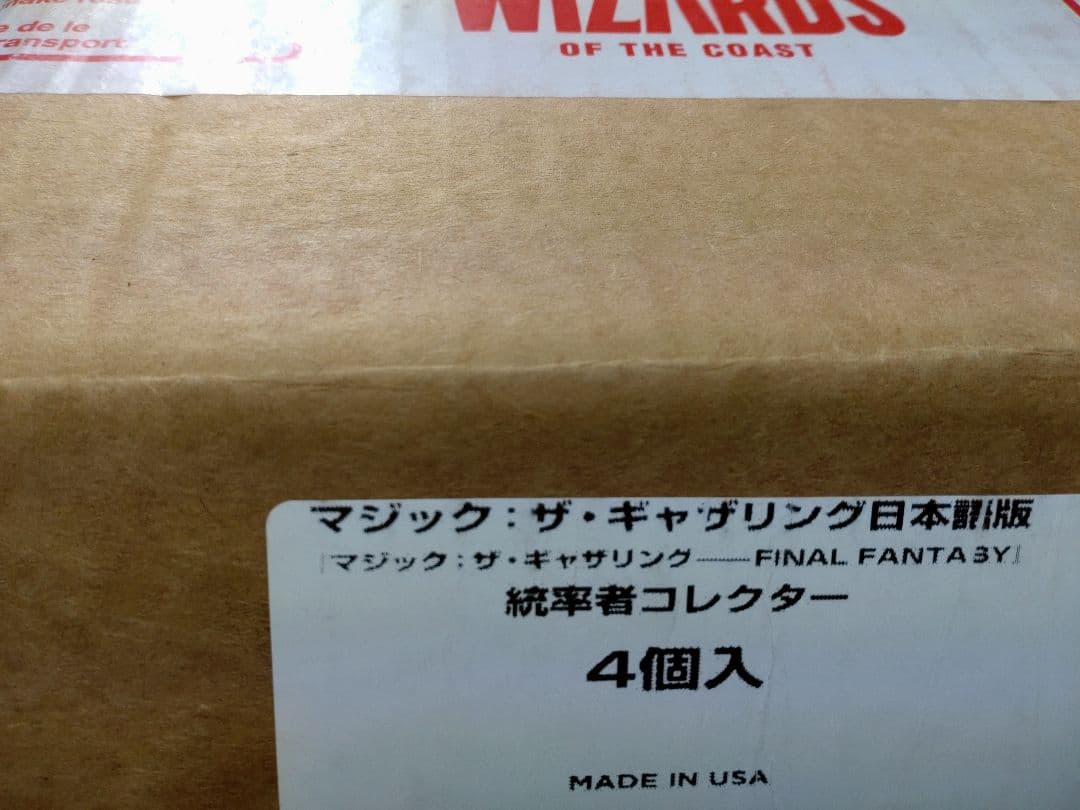 e de le
ransport
WIZARDS
OF THE COAST
マジック：ザ・ギャザリング日本語版
『マジック：ザ・ギャザリング——FINAL FANTASY』
統率者コレクター
4個入
MADE IN USA